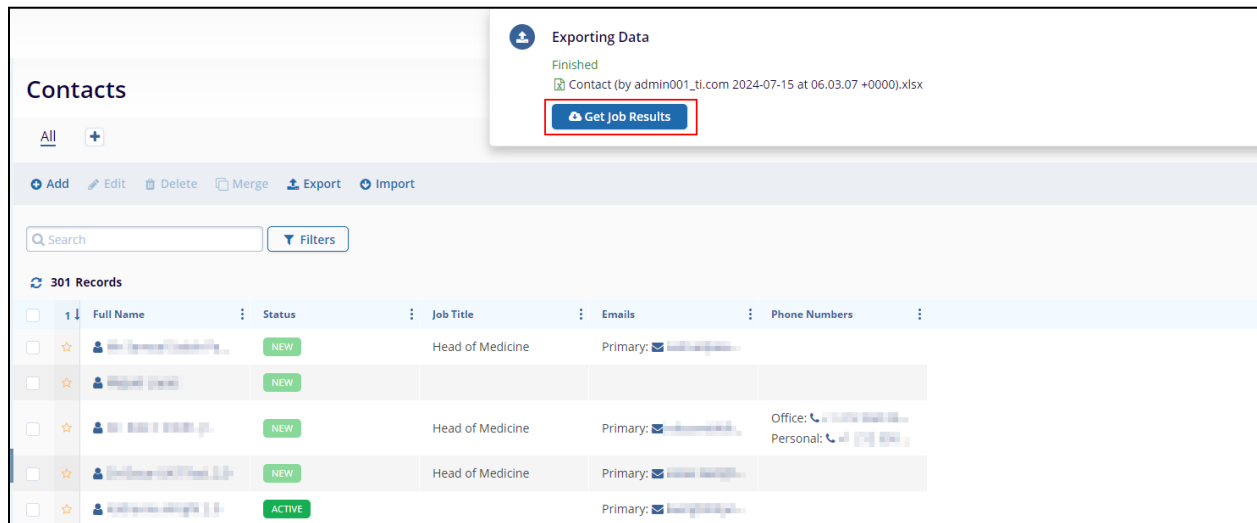 Exporting Data
Finished
Contact (by admin001_ti.com 2024-07-15 at 06.03.07 +0000).xlsx
Get Job Results
Contacts
All
Add Edit Delete Merge Export Import
Search Filters
301 Records
1 Full Name Status Job Title Emails Phone Numbers
NEW Head of Medicine Primary:
NEW
Office:
NEW Head of Medicine Primary:
Personal:
NEW Head of Medicine Primary:
ACTIVE Primary: